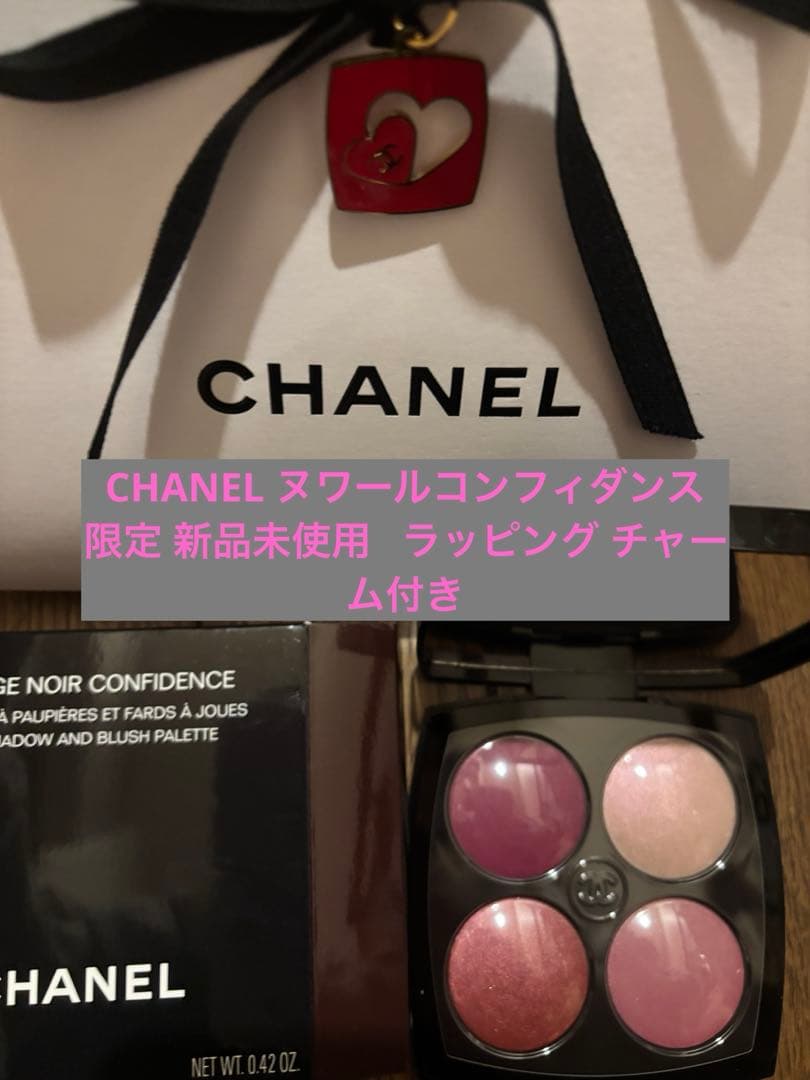 CHANEL
CHANEL ヌワールコンフィダンス
限定 新品未使用 ラッピング チャー
ム付き
GE NOIR CONFIDENCE
À PAUPIÈRES ET FARDS À JOUES
ADOW AND BLUSH PALETTE
CHANEL
NET WT. 0.42 OZ.